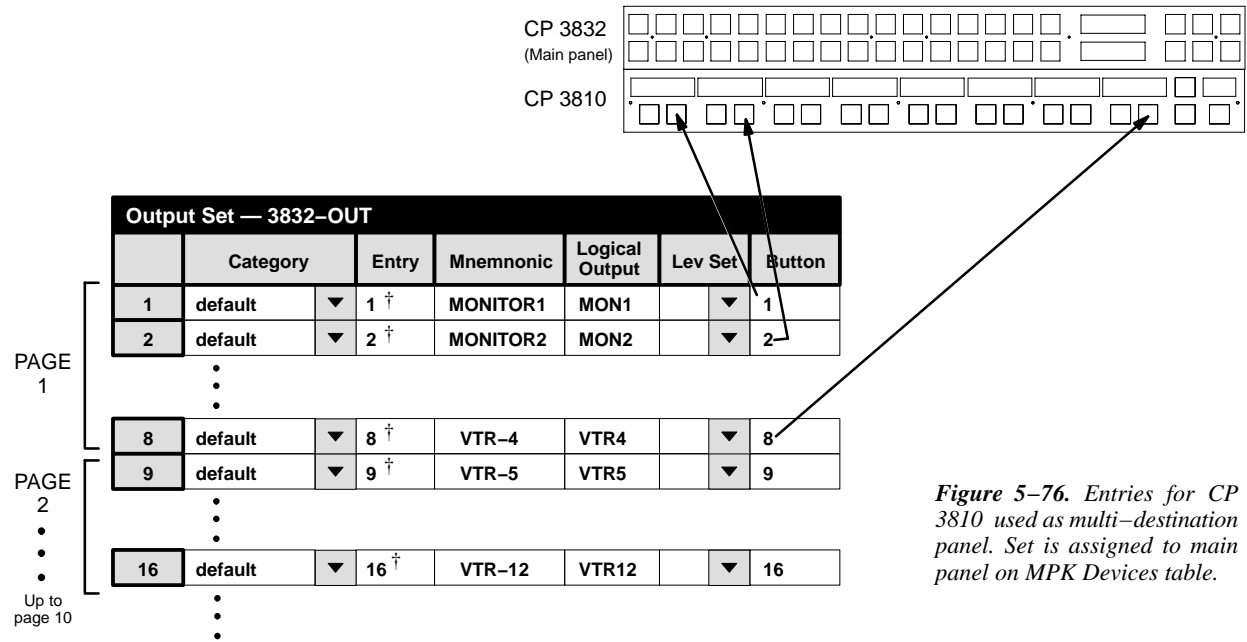 CP 3832
(Main panel)
CP 3810
Output Set — 3832–OUT
Category Entry Mnemnonic Logical Output Lev Set Button
1 default 1 † MONITOR1 MON1 1
2 default 2 † MONITOR2 MON2 2
PAGE
1
8 default 8 † VTR–4 VTR4 8
9 default 9 † VTR–5 VTR5 9
PAGE
2
16 default 16 † VTR–12 VTR12 16
Up to
page 10
Figure 5–76. Entries for CP
3810 used as multi–destination
panel. Set is assigned to main
panel on MPK Devices table.